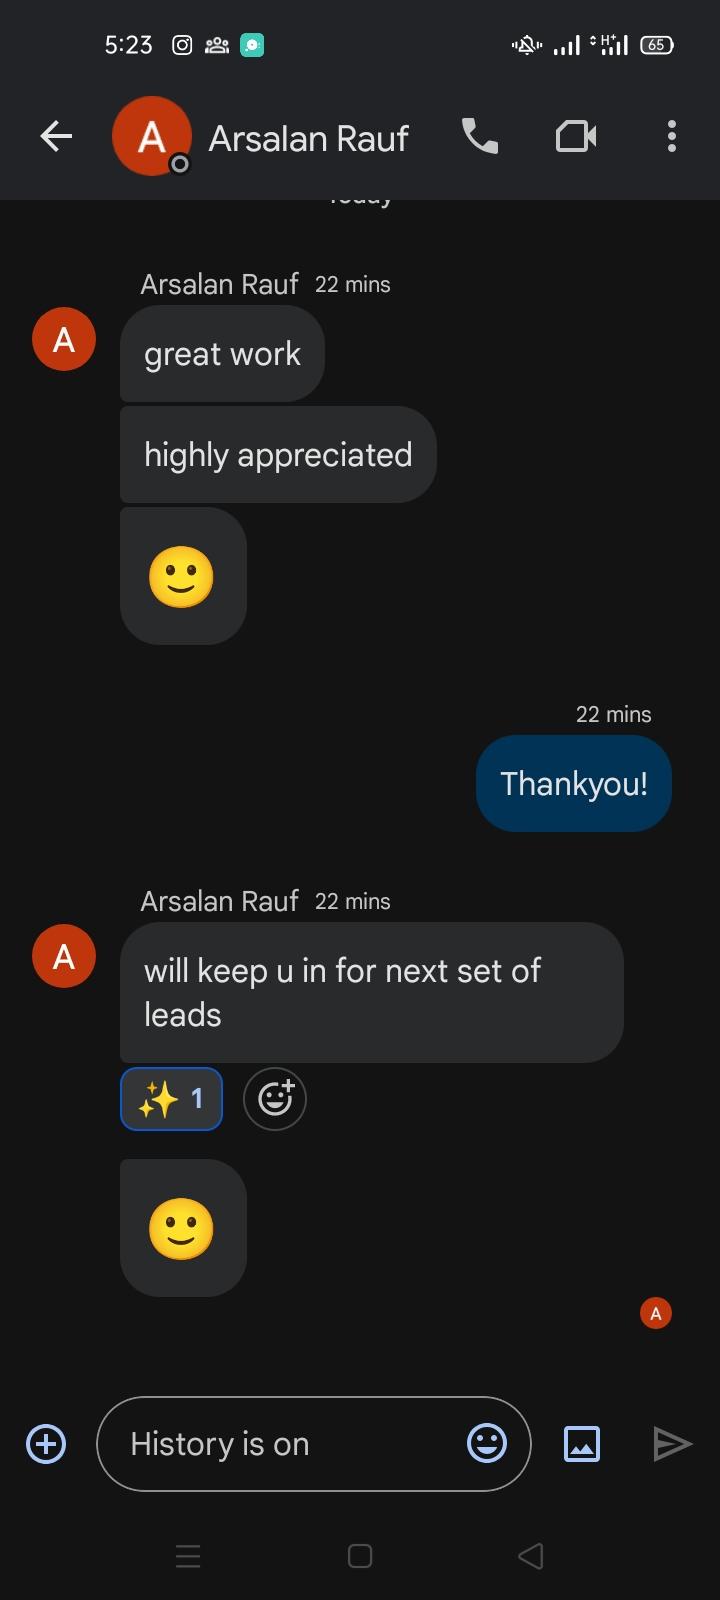 5:23
H+
65
A
Arsalan Rauf
Today
Arsalan Rauf 22 mins
A
great work
highly appreciated
22 mins
Thankyou!
Arsalan Rauf 22 mins
A
will keep u in for next set of
leads
1
A
History is on